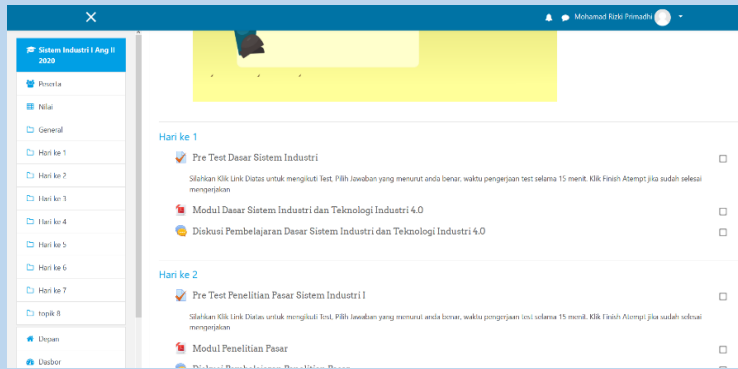 Mohamad Rizki Primadhi
Sistem Industri I Ang II
2020
Peserta
Nilai
General
Hari ke 1
Hari ke 2
Hari ke 3
Hari ke 4
Hari ke 5
Hari ke 6
Hari ke 7
topik 8
Depan
Dasbor
Hari ke 1
Pre Test Dasar Sistem Industri
Silahkan Klik Link Diatas untuk mengikuti Test, Pilih Jawaban yang menurut anda benar, waktu pengerjaan test selama 15 menit. Klik Finish Atempt jika sudah selesai
mengerjakan
Modul Dasar Sistem Industri dan Teknologi Industri 4.0
Diskusi Pembelajaran Dasar Sistem Industri dan Teknologi Industri 4.0
Hari ke 2
Pre Test Penelitian Pasar Sistem Industri I
Silahkan Klik Link Diatas untuk mengikuti Test, Pilih Jawaban yang menurut anda benar, waktu pengerjaan test selama 15 menit. Klik Finish Atempt jika sudah selesai
mengerjakan
Modul Penelitian Pasar
Diskusi Pembelajaran Penelitian Pasar